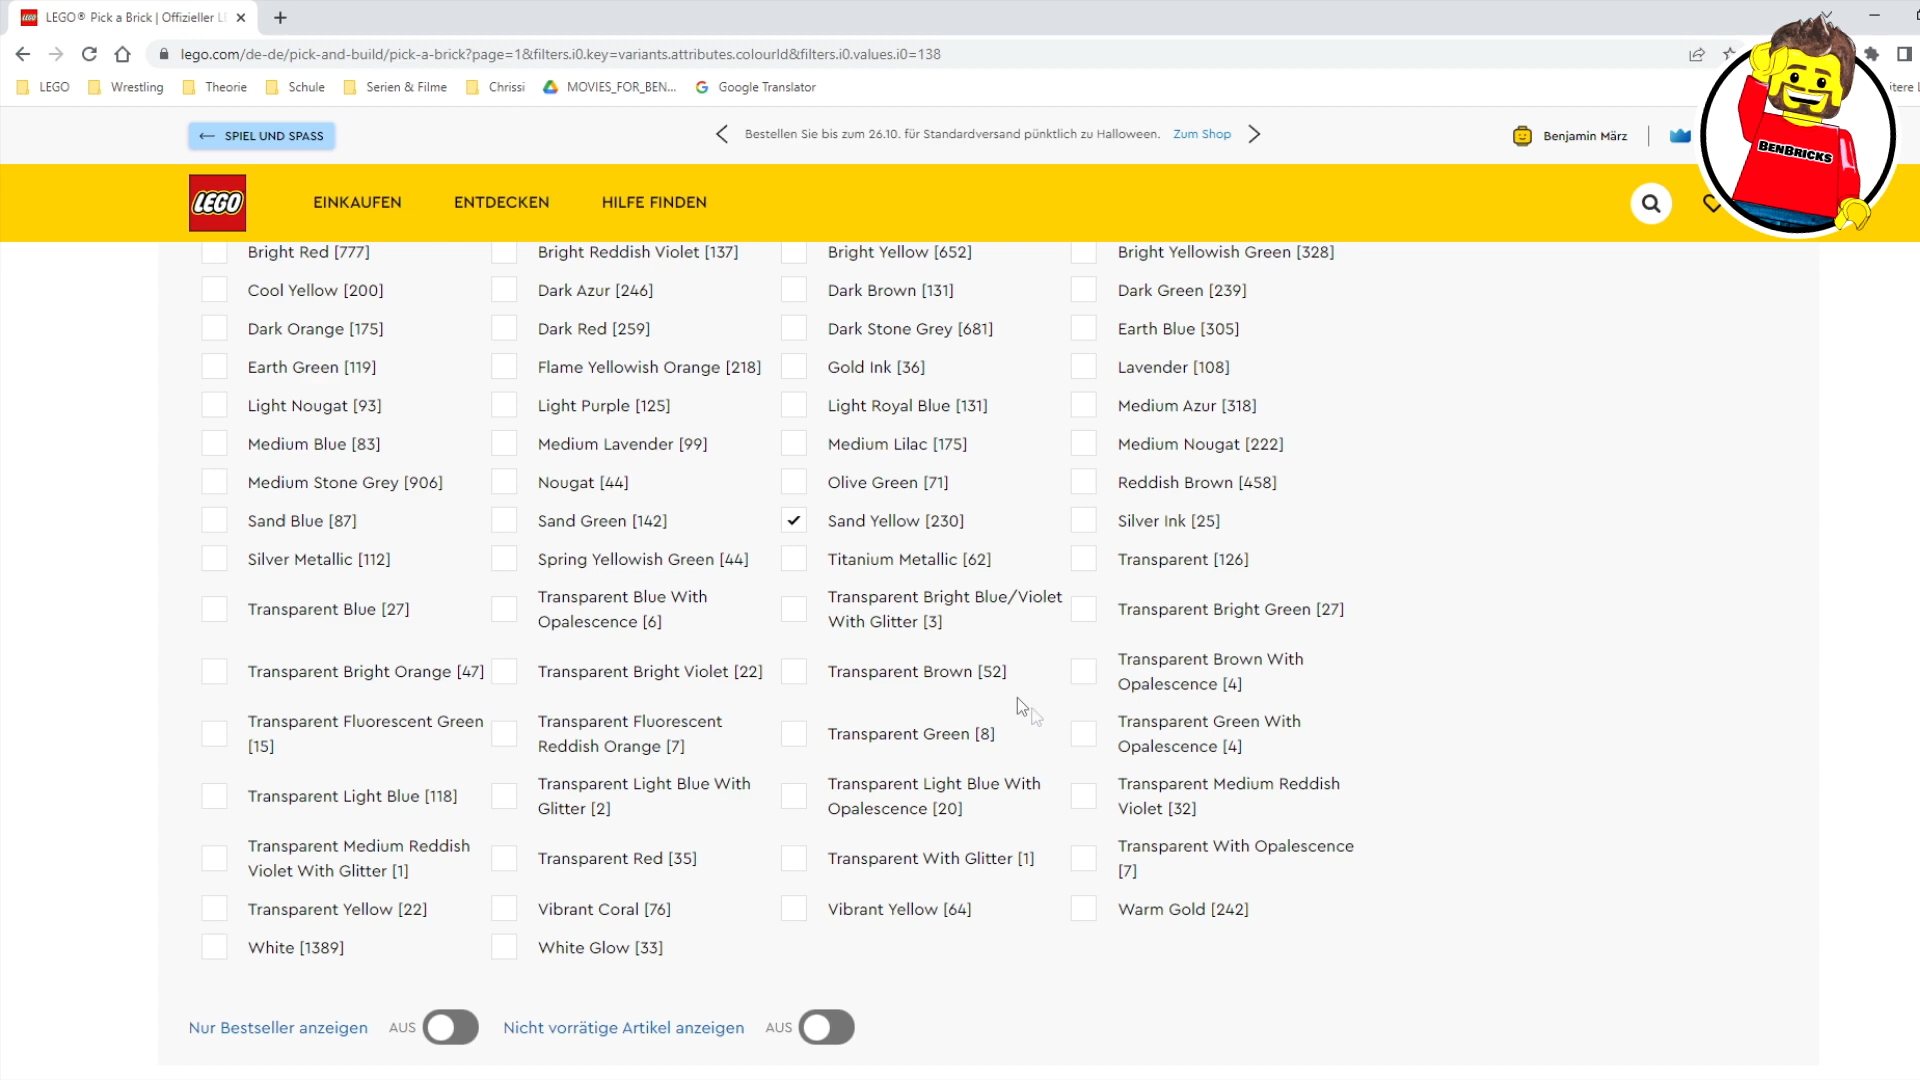 LEGO® Pick a Brick | Offizieller L
lego.com/de-de/pick-and-build/pick-a-brick?page=1&filters.i0.key=variants.attributes.colourId&filters.i0.values.i0=138
LEGO Wrestling Theorie Schule Serien & Filme Chrissi MOVIES_FOR_BEN... Google Translator itere L
SPIEL UND SPASS
Bestellen Sie bis zum 26.10. für Standardversand pünktlich zu Halloween. Zum Shop
Benjamin März
BENBRICKS
LEGO
EINKAUFEN ENTDECKEN HILFE FINDEN
Bright Red [777] Bright Reddish Violet [137] Bright Yellow [652] Bright Yellowish Green [328]
Cool Yellow [200] Dark Azur [246] Dark Brown [131] Dark Green [239]
Dark Orange [175] Dark Red [259] Dark Stone Grey [681] Earth Blue [305]
Earth Green [119] Flame Yellowish Orange [218] Gold Ink [36] Lavender [108]
Light Nougat [93] Light Purple [125] Light Royal Blue [131] Medium Azur [318]
Medium Blue [83] Medium Lavender [99] Medium Lilac [175] Medium Nougat [222]
Medium Stone Grey [906] Nougat [44] Olive Green [71] Reddish Brown [458]
Sand Blue [87] Sand Green [142] Sand Yellow [230] Silver Ink [25]
Silver Metallic [112] Spring Yellowish Green [44] Titanium Metallic [62] Transparent [126]
Transparent Blue [27]
Transparent Blue With
Opalescence [6]
Transparent Bright Blue/Violet
With Glitter [3]
Transparent Bright Green [27]
Transparent Bright Orange [47] Transparent Bright Violet [22] Transparent Brown [52]
Transparent Brown With
Opalescence [4]
Transparent Fluorescent Green
[15]
Transparent Fluorescent
Reddish Orange [7]
Transparent Green [8]
Transparent Green With
Opalescence [4]
Transparent Light Blue [118]
Transparent Light Blue With
Glitter [2]
Transparent Light Blue With
Opalescence [20]
Transparent Medium Reddish
Violet [32]
Transparent Medium Reddish
Violet With Glitter [1]
Transparent Red [35]
Transparent With Glitter [1]
Transparent With Opalescence
[7]
Transparent Yellow [22] Vibrant Coral [76] Vibrant Yellow [64] Warm Gold [242]
White [1389] White Glow [33]
Nur Bestseller anzeigen AUS Nicht vorrätige Artikel anzeigen AUS